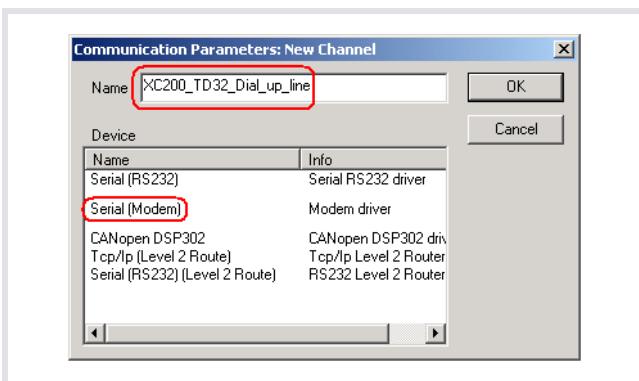 Communication Parameters: New Channel
Name XC200_TD32_Dial_up_line OK
Device Cancel
Name Info
Serial (RS232) Serial RS232 driver
Serial (Modem) Modem driver
CANopen DSP302 CANopen DSP302 driv
Tcp/Ip (Level 2 Route) Tcp/Ip Level 2 Router
Serial (RS232) (Level 2 Route) RS232 Level 2 Router